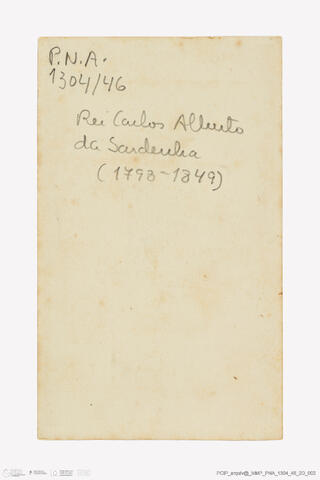 P.N.A.
1304/46
Rei Carlos Alberto
da Sardenha
(1798-1849)